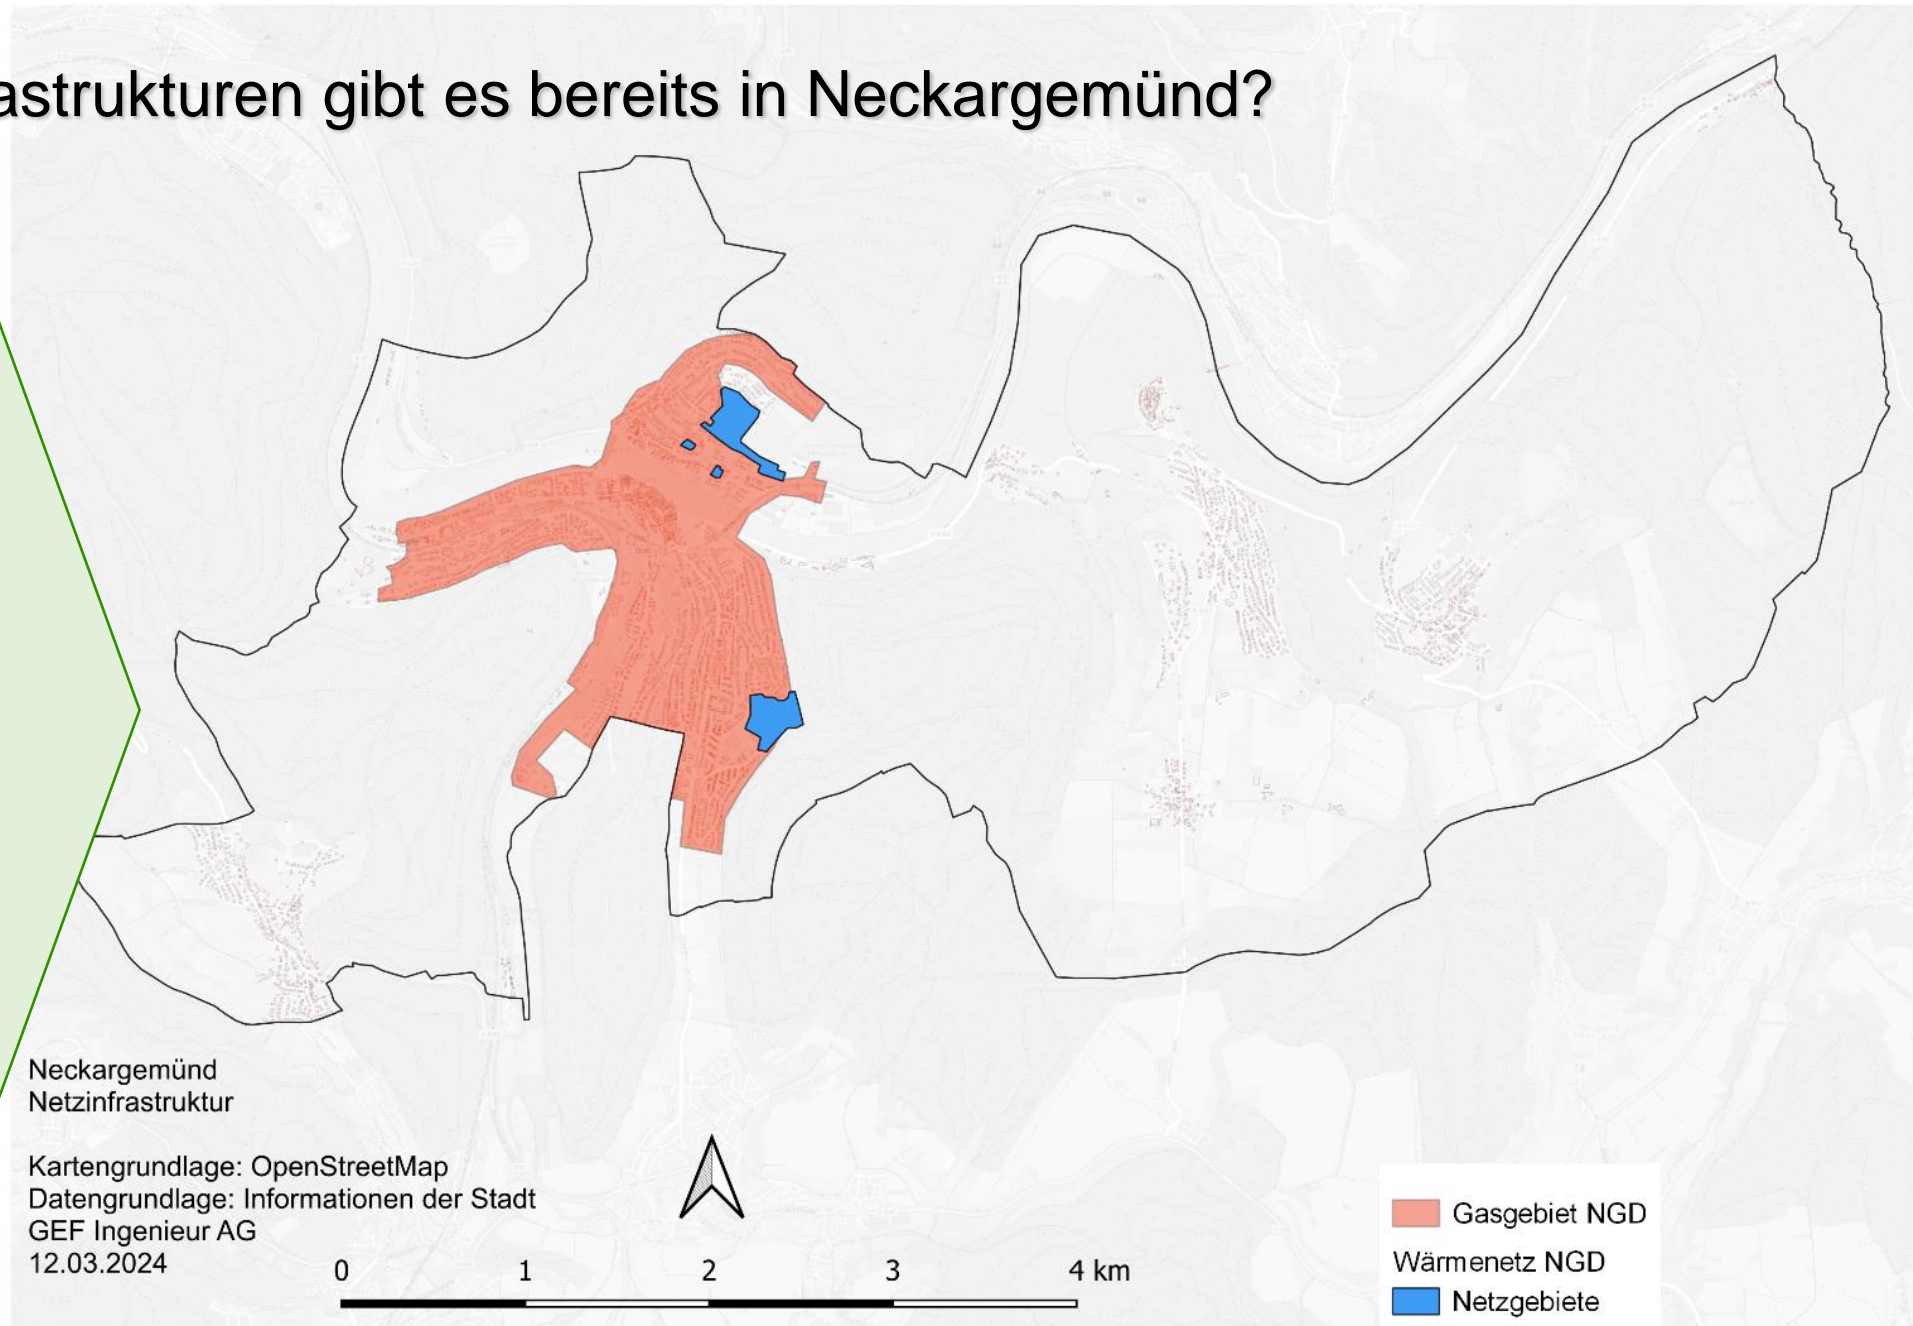 astrukturen gibt es bereits in Neckargemünd?
Neckargemünd
Netzinfrastruktur
Kartengrundlage: OpenStreetMap
Datengrundlage: Informationen der Stadt
GEF Ingenieur AG
12.03.2024
0 1 2 3 4 km
Gasgebiet NGD
Wärmenetz NGD
Netzgebiete